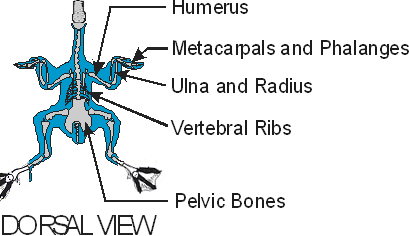 Humerus
Metacarpals and Phalanges
Ulna and Radius
Vertebral Ribs
Pelvic Bones
DORSAL VIEW